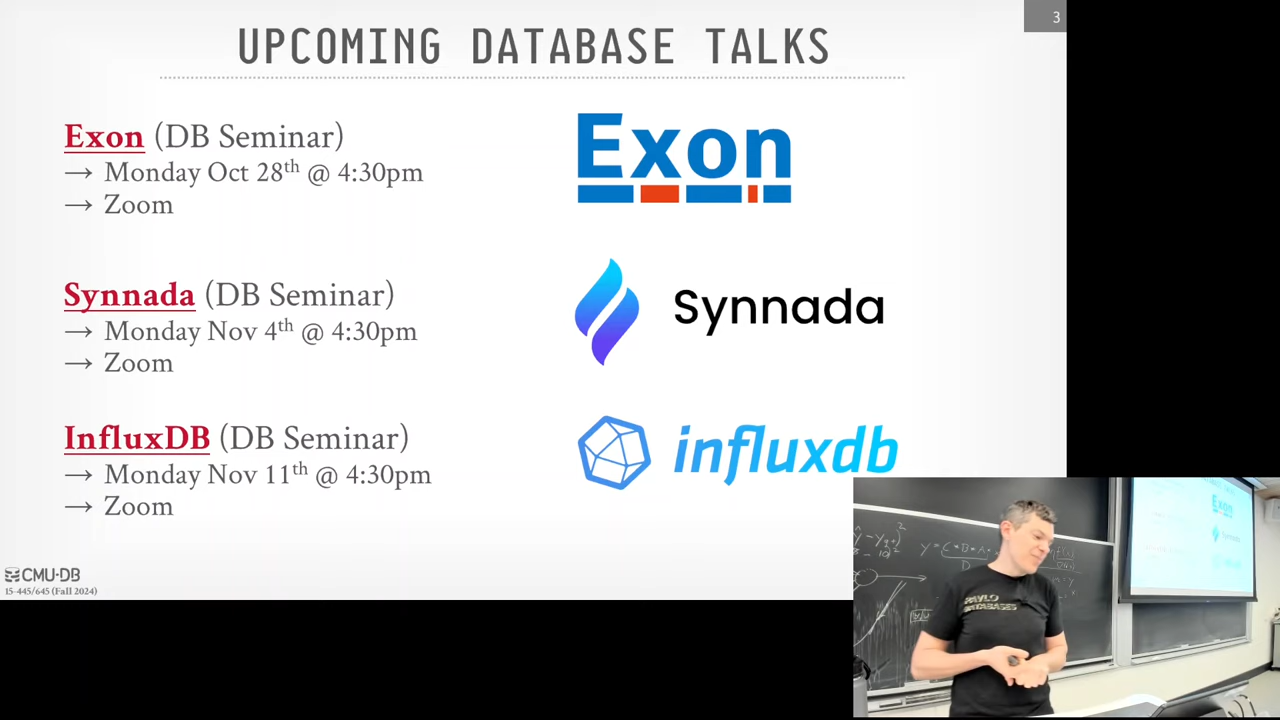 3
UPCOMING DATABASE TALKS
Exon (DB Seminar)
→ Monday Oct 28th @ 4:30pm
→ Zoom
Exon
Synnada (DB Seminar)
→ Monday Nov 4th @ 4:30pm
→ Zoom
Synnada
InfluxDB (DB Seminar)
→ Monday Nov 11th @ 4:30pm
→ Zoom
influxdb
CMU·DB
15-445/645 (Fall 2024)
DATABASES
Exon